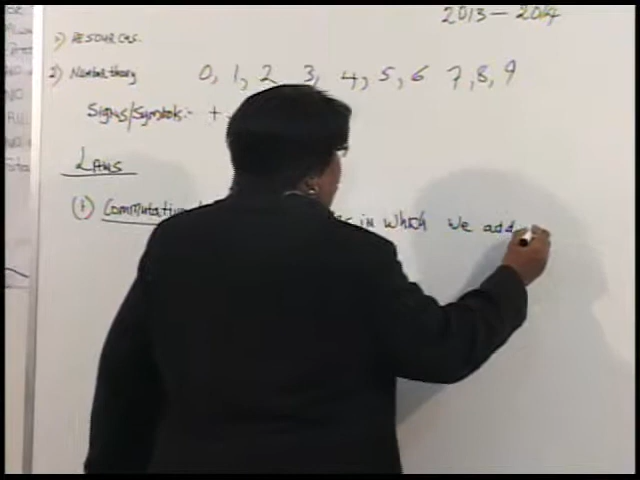 2013 - 2014
1) RESOURCES.
2) Number theory 0, 1, 2 3, 4, 5, 6 7, 8, 9
Signs/Symbols:- +
LAWS
(1) Commutative in which we add